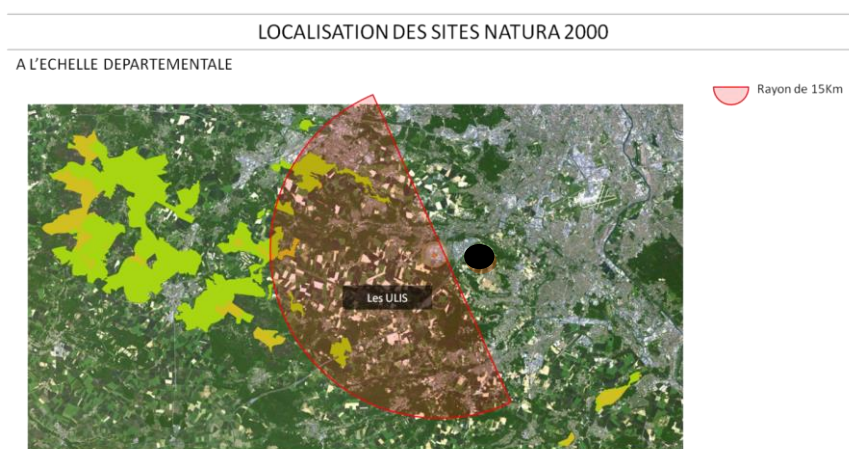 LOCALISATION DES SITES NATURA 2000
A L'ECHELLE DEPARTEMENTALE
Rayon de 15Km
Les ULIS